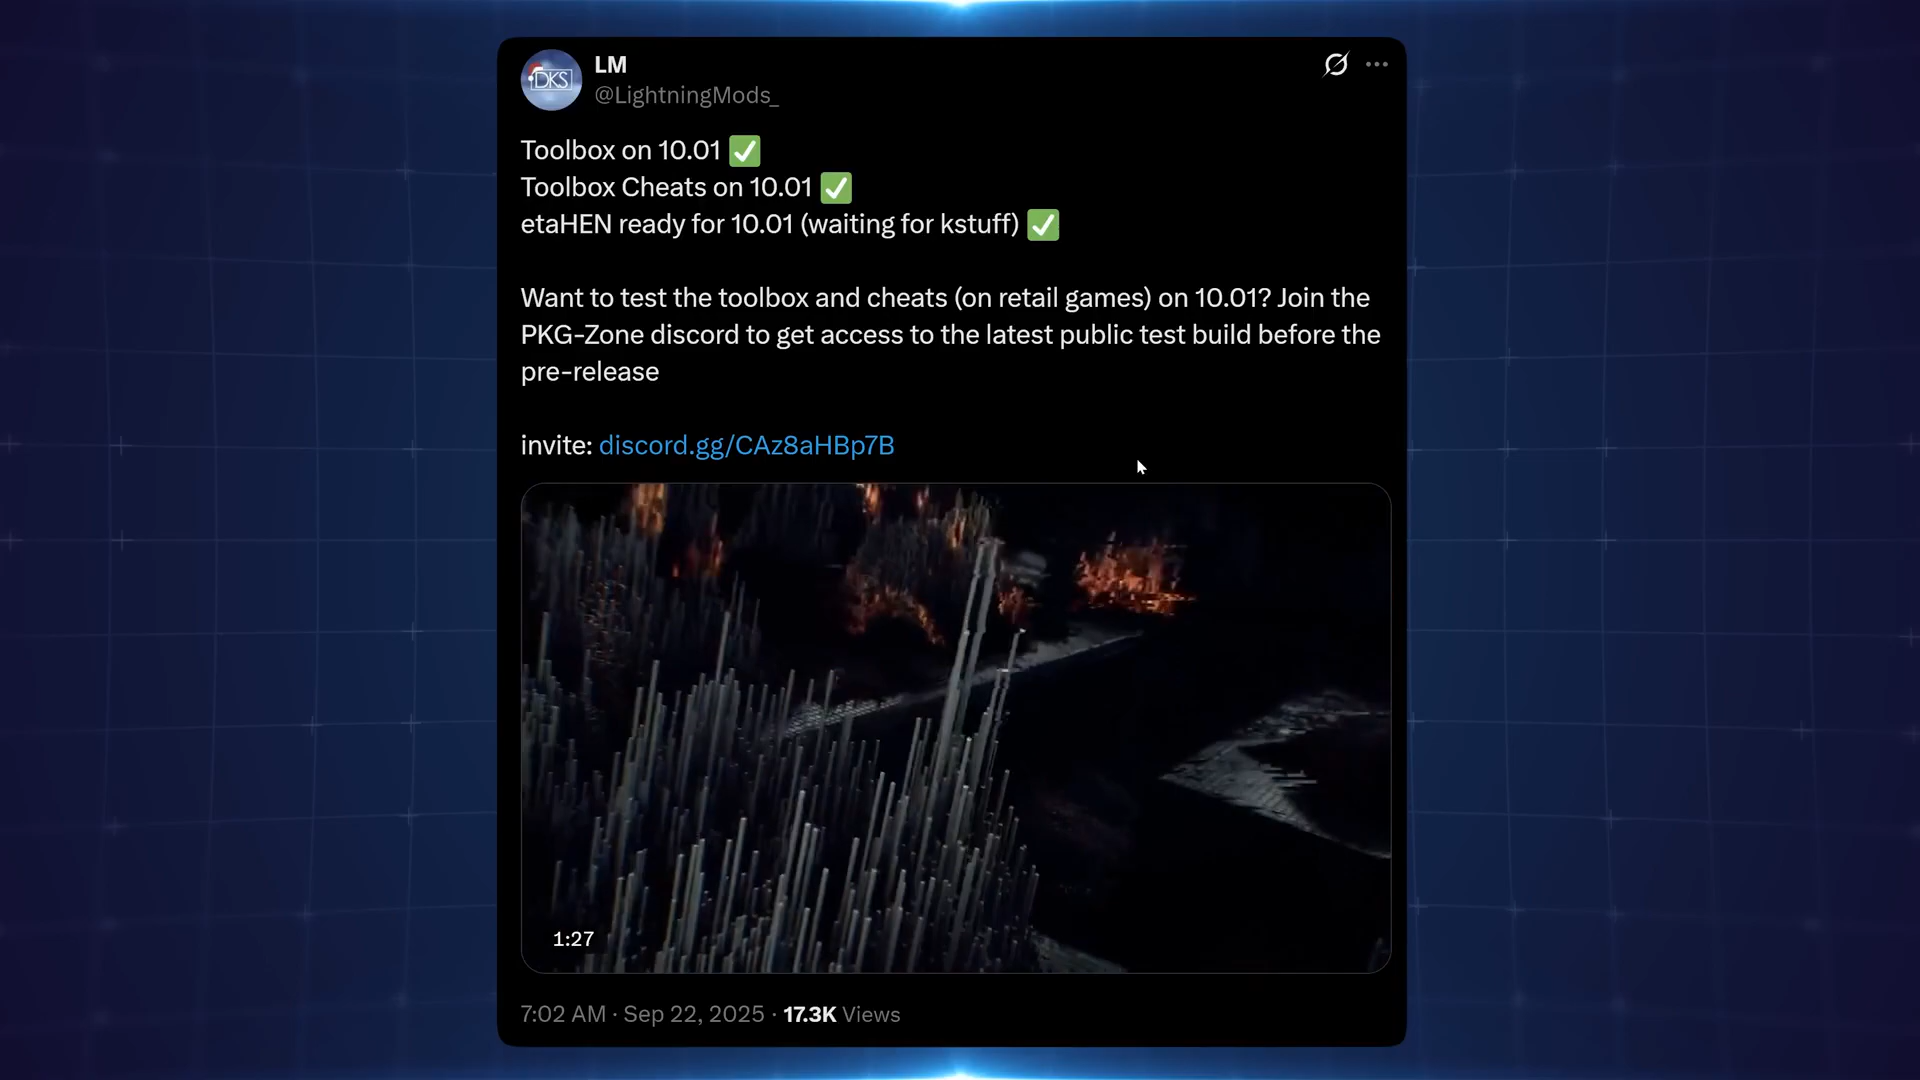 DKS
LM
@LightningMods_
Toolbox on 10.01 ✅
Toolbox Cheats on 10.01 ✅
etaHEN ready for 10.01 (waiting for kstuff) ✅
Want to test the toolbox and cheats (on retail games) on 10.01? Join the
PKG-Zone discord to get access to the latest public test build before the
pre-release
invite: discord.gg/CAz8aHBp7B
1:27
7:02 AM · Sep 22, 2025 · 17.3K Views